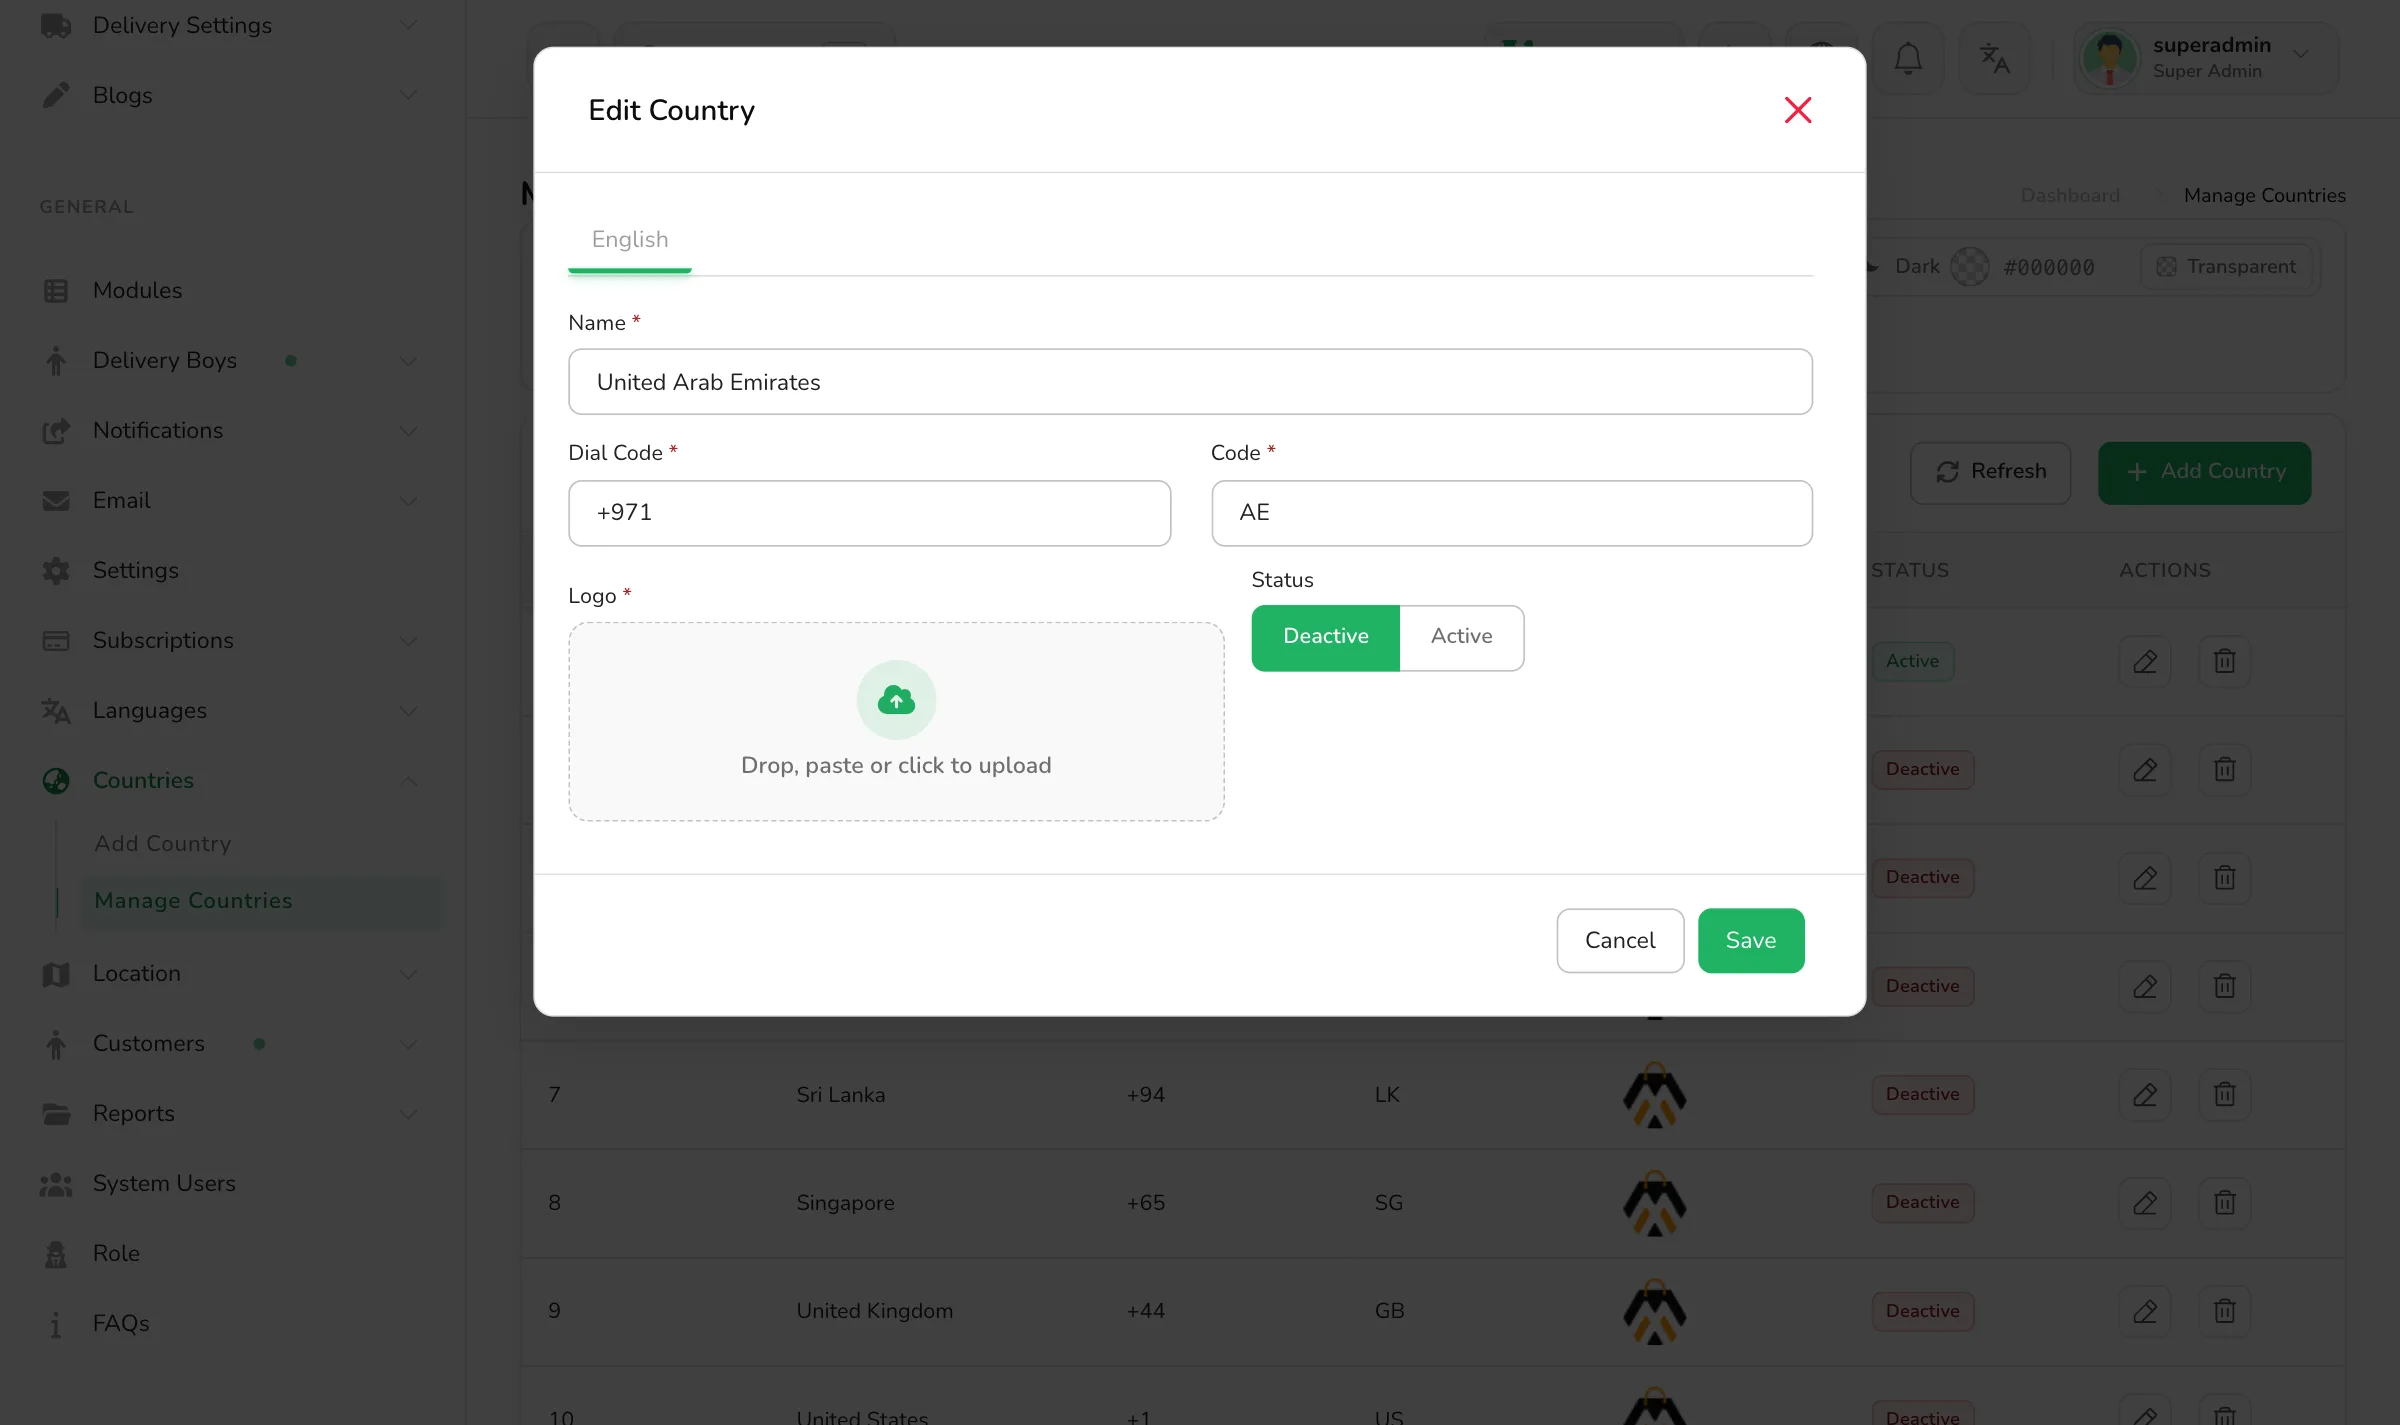 Delivery Settings
Blogs
GENERAL
Modules
Delivery Boys
Notifications
Email
Settings
Subscriptions
Languages
Countries
Add Country
Manage Countries
Location
Customers
Reports
System Users
Role
FAQs
superadmin
Super Admin
Dashboard
Manage Countries
Dark
#000000
Transparent
Refresh
Add Country
STATUS
ACTIONS
Active
Deactive
Deactive
Deactive
Edit Country
English
Name *
United Arab Emirates
Dial Code *
Code *
+971
AE
Logo *
Status
Deactive
Active
Drop, paste or click to upload
Cancel
Save
7 Sri Lanka +94 LK Deactive
8 Singapore +65 SG Deactive
9 United Kingdom +44 GB Deactive
10 United States +1 US Deactive